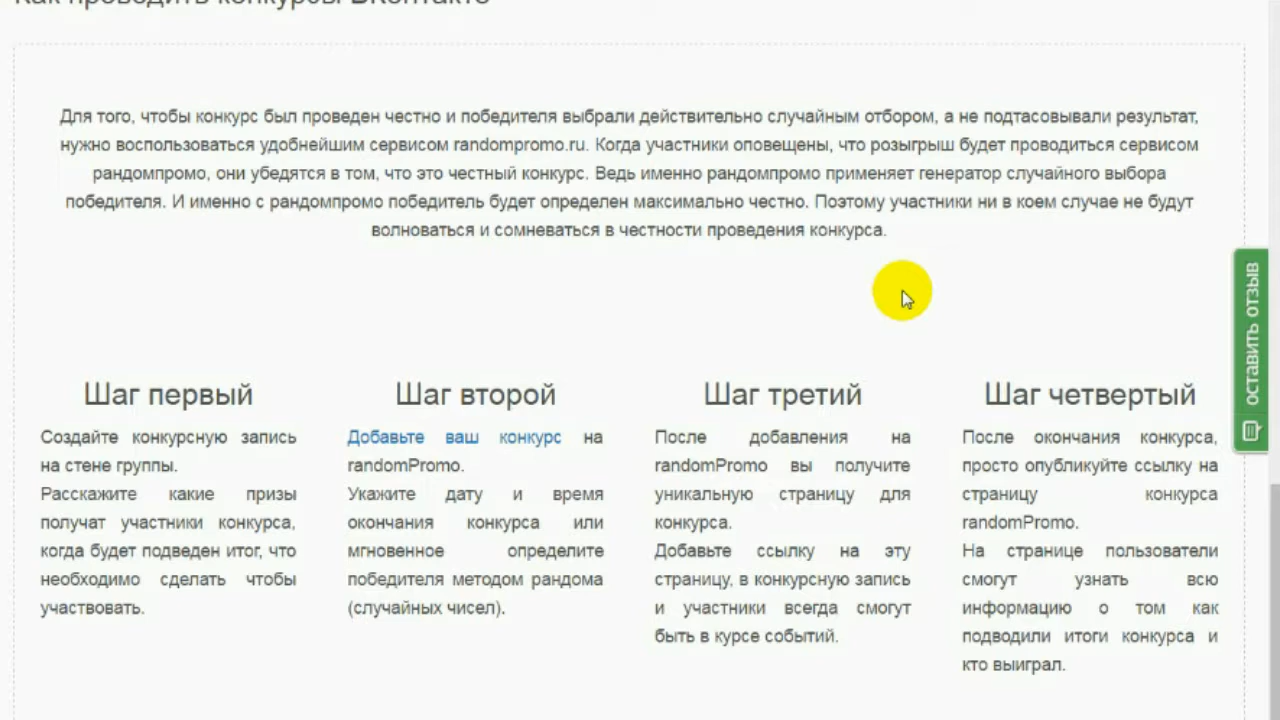 Как проводить конкурсы ВКонтакте
Для того, чтобы конкурс был проведен честно и победителя выбрали действительно случайным отбором, а не подтасовывали результат,
нужно воспользоваться удобнейшим сервисом randompromo.ru. Когда участники оповещены, что розыгрыш будет проводиться сервисом
рандомпромо, они убедятся в том, что это честный конкурс. Ведь именно рандомпромо применяет генератор случайного выбора
победителя. И именно с рандомпромо победитель будет определен максимально честно. Поэтому участники ни в коем случае не будут
волноваться и сомневаться в честности проведения конкурса.
Шаг первый
Создайте конкурсную запись
на стене группы.
Расскажите какие призы
получат участники конкурса,
когда будет подведен итог, что
необходимо сделать чтобы
участвовать.
Шаг второй
Добавьте ваш конкурс на
randomPromo.
Укажите дату и время
окончания конкурса или
мгновенное определите
победителя методом рандома
(случайных чисел).
Шаг третий
После добавления на
randomPromo вы получите
уникальную страницу для
конкурса.
Добавьте ссылку на эту
страницу, в конкурсную запись
и участники всегда смогут
быть в курсе событий.
Шаг четвертый
После окончания конкурса,
просто опубликуйте ссылку на
страницу конкурса
randomPromo.
На странице пользователи
смогут узнать всю
информацию о том как
подводили итоги конкурса и
кто выиграл.
оставить отзыв